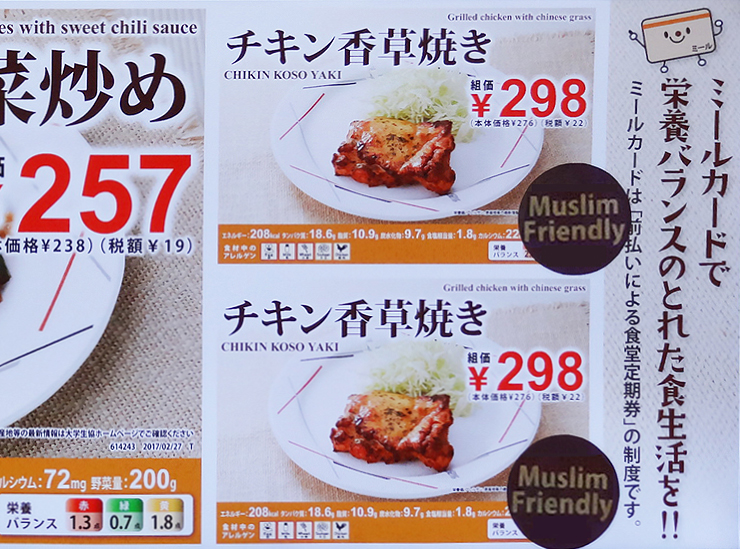 es with sweet chili sauce
菜炒め
¥257
本体価格¥238)(税額¥19)
産地等の最新情報は大学生協ホームページでご確認ください
614243 2017/02/27 T
ルシウム:72mg 野菜量:200g
栄養
バランス
赤
1.3点
緑
0.7点
黄
1.8点
Grilled chicken with chinese grass
チキン香草焼き
CHIKIN KOSO YAKI
組価
¥298
(本体価格¥276)(税額¥22)
Muslim
Friendly
エネルギー:208kcal タンパク質:18.6g 脂質:10.9g 炭水化物:9.7g 食塩相当量:1.8g カルシウム:22
食材中の
アレルゲン
栄養
バランス
Grilled chicken with chinese grass
チキン香草焼き
CHIKIN KOSO YAKI
組価
¥298
(本体価格¥276)(税額¥22)
Muslim
Friendly
エネルギー:208kcal タンパク質:18.6g 脂質:10.9g 炭水化物:9.7g 食塩相当量:1.8g カルシウム:2
食材中の
アレルゲン
栄養
バランス
ミール
ミールカードで
栄養バランスのとれた食生活を!!
ミールカードは「前払いによる食堂定期券」の制度です。